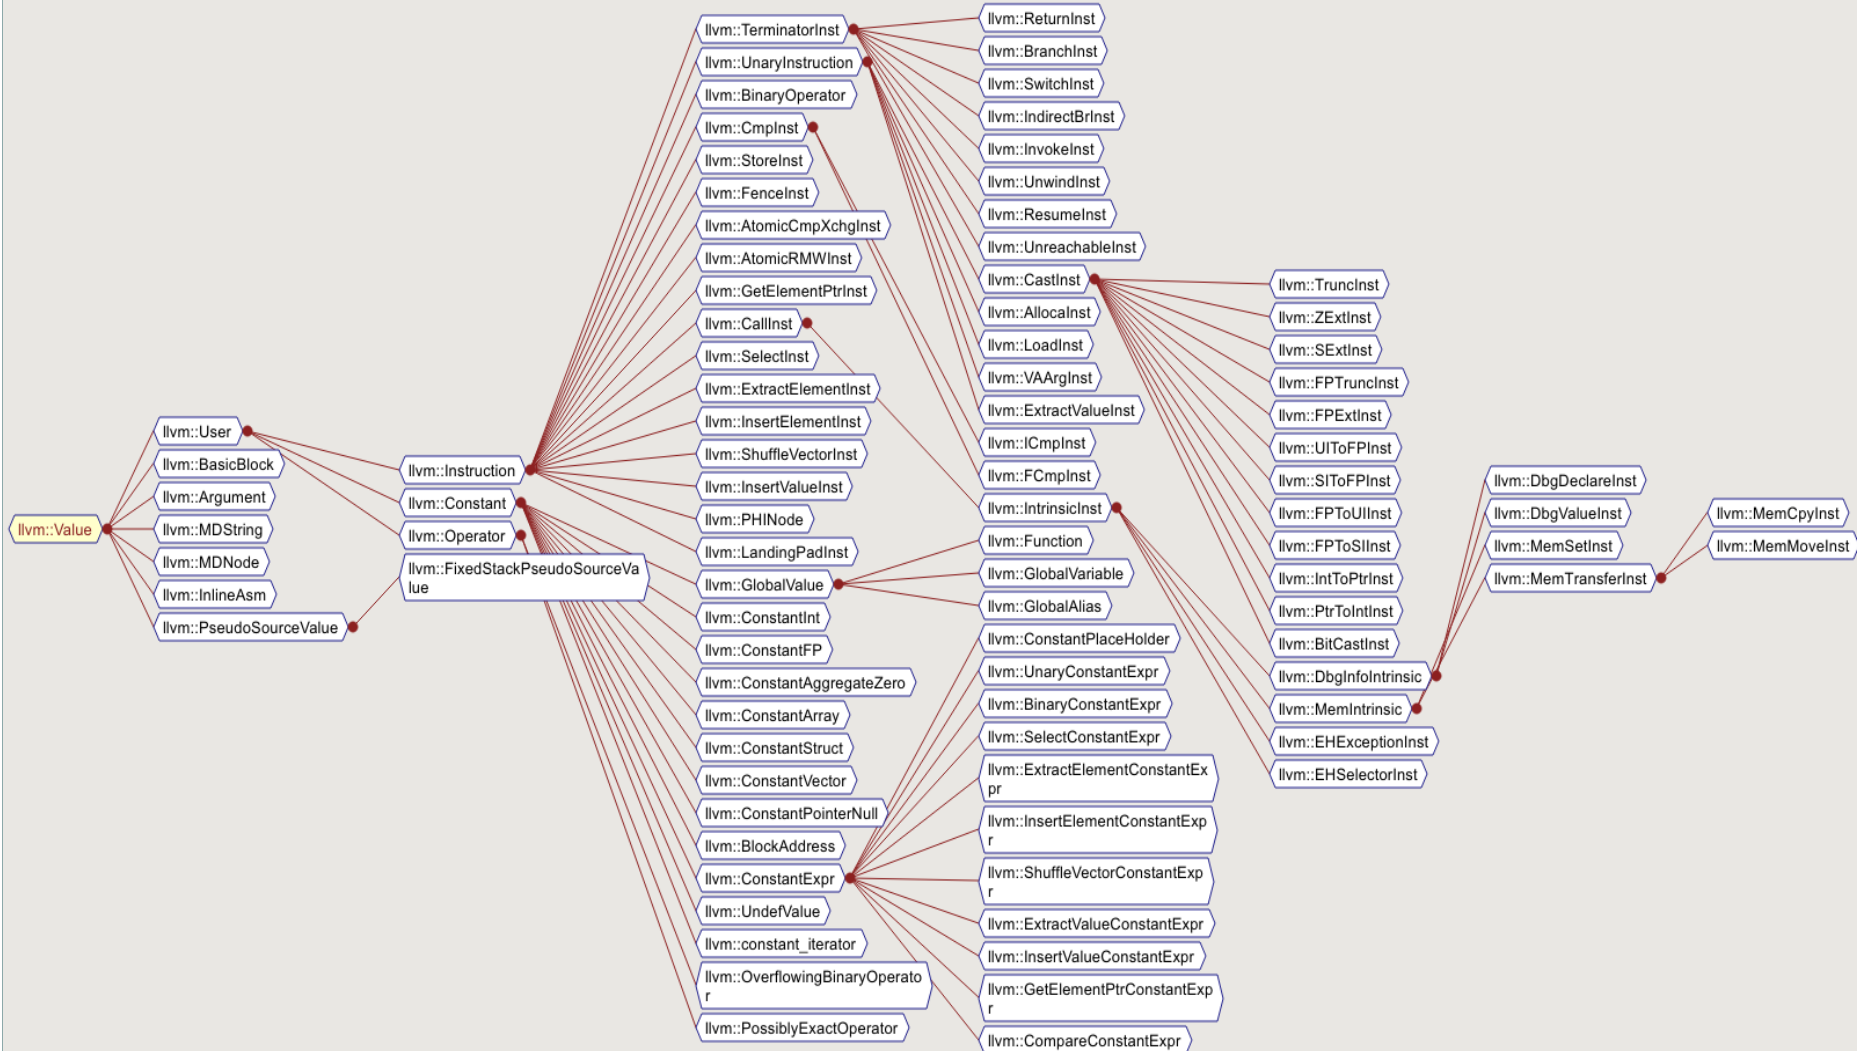 llvm::Value
llvm::User
llvm::BasicBlock
llvm::Argument
llvm::MDString
llvm::MDNode
llvm::InlineAsm
llvm::PseudoSourceValue
llvm::Instruction
llvm::Constant
llvm::Operator
llvm::FixedStackPseudoSourceVa
lue
llvm::TerminatorInst
llvm::UnaryInstruction
llvm::BinaryOperator
llvm::CmpInst
llvm::StoreInst
llvm::FenceInst
llvm::AtomicCmpXchgInst
llvm::AtomicRMWInst
llvm::GetElementPtrInst
llvm::CallInst
llvm::SelectInst
llvm::ExtractElementInst
llvm::InsertElementInst
llvm::ShuffleVectorInst
llvm::InsertValueInst
llvm::PHINode
llvm::LandingPadInst
llvm::GlobalValue
llvm::ConstantInt
llvm::ConstantFP
llvm::ConstantAggregateZero
llvm::ConstantArray
llvm::ConstantStruct
llvm::ConstantVector
llvm::ConstantPointerNull
llvm::BlockAddress
llvm::ConstantExpr
llvm::UndefValue
llvm::constant_iterator
llvm::OverflowingBinaryOperato
r
llvm::PossiblyExactOperator
llvm::ReturnInst
llvm::BranchInst
llvm::SwitchInst
llvm::IndirectBrInst
llvm::InvokeInst
llvm::UnwindInst
llvm::ResumeInst
llvm::UnreachableInst
llvm::CastInst
llvm::AllocaInst
llvm::LoadInst
llvm::VAArgInst
llvm::ExtractValueInst
llvm::ICmpInst
llvm::FCmpInst
llvm::IntrinsicInst
llvm::Function
llvm::GlobalVariable
llvm::GlobalAlias
llvm::ConstantPlaceHolder
llvm::UnaryConstantExpr
llvm::BinaryConstantExpr
llvm::SelectConstantExpr
llvm::ExtractElementConstantEx
pr
llvm::InsertElementConstantExp
r
llvm::ShuffleVectorConstantExp
r
llvm::ExtractValueConstantExpr
llvm::InsertValueConstantExpr
llvm::GetElementPtrConstantExp
r
llvm::CompareConstantExpr
llvm::TruncInst
llvm::ZExtInst
llvm::SExtInst
llvm::FPTruncInst
llvm::FPExtInst
llvm::UIToFPInst
llvm::SIToFPInst
llvm::FPToUIInst
llvm::FPToSIInst
llvm::IntToPtrInst
llvm::PtrToIntInst
llvm::BitCastInst
llvm::DbgInfoIntrinsic
llvm::MemIntrinsic
llvm::EHExceptionInst
llvm::EHSelectorInst
llvm::DbgDeclareInst
llvm::DbgValueInst
llvm::MemSetInst
llvm::MemTransferInst
llvm::MemCpyInst
llvm::MemMoveInst